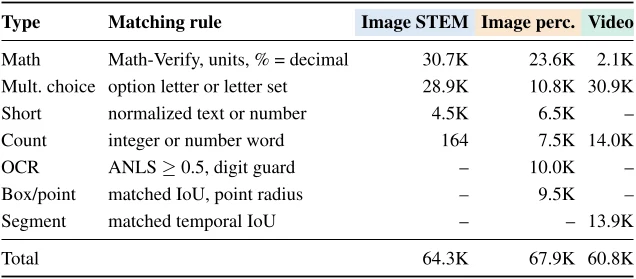 Type Matching rule Image STEM Image perc. Video
Math Math-Verify, units, % = decimal 30.7K 23.6K 2.1K
Mult. choice option letter or letter set 28.9K 10.8K 30.9K
Short normalized text or number 4.5K 6.5K –
Count integer or number word 164 7.5K 14.0K
OCR ANLS ≥ 0.5, digit guard – 10.0K –
Box/point matched IoU, point radius – 9.5K –
Segment matched temporal IoU – – 13.9K
Total 64.3K 67.9K 60.8K